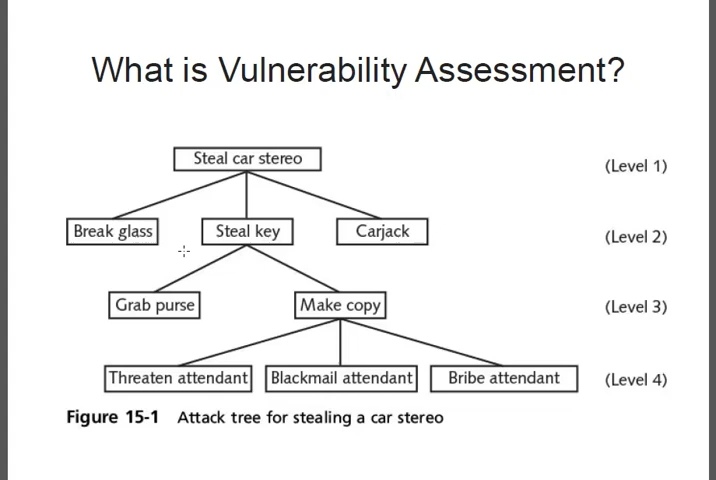 What is Vulnerability Assessment?
Steal car stereo (Level 1)
Break glass Steal key Carjack (Level 2)
Grab purse Make copy (Level 3)
Threaten attendant Blackmail attendant Bribe attendant (Level 4)
Figure 15-1 Attack tree for stealing a car stereo